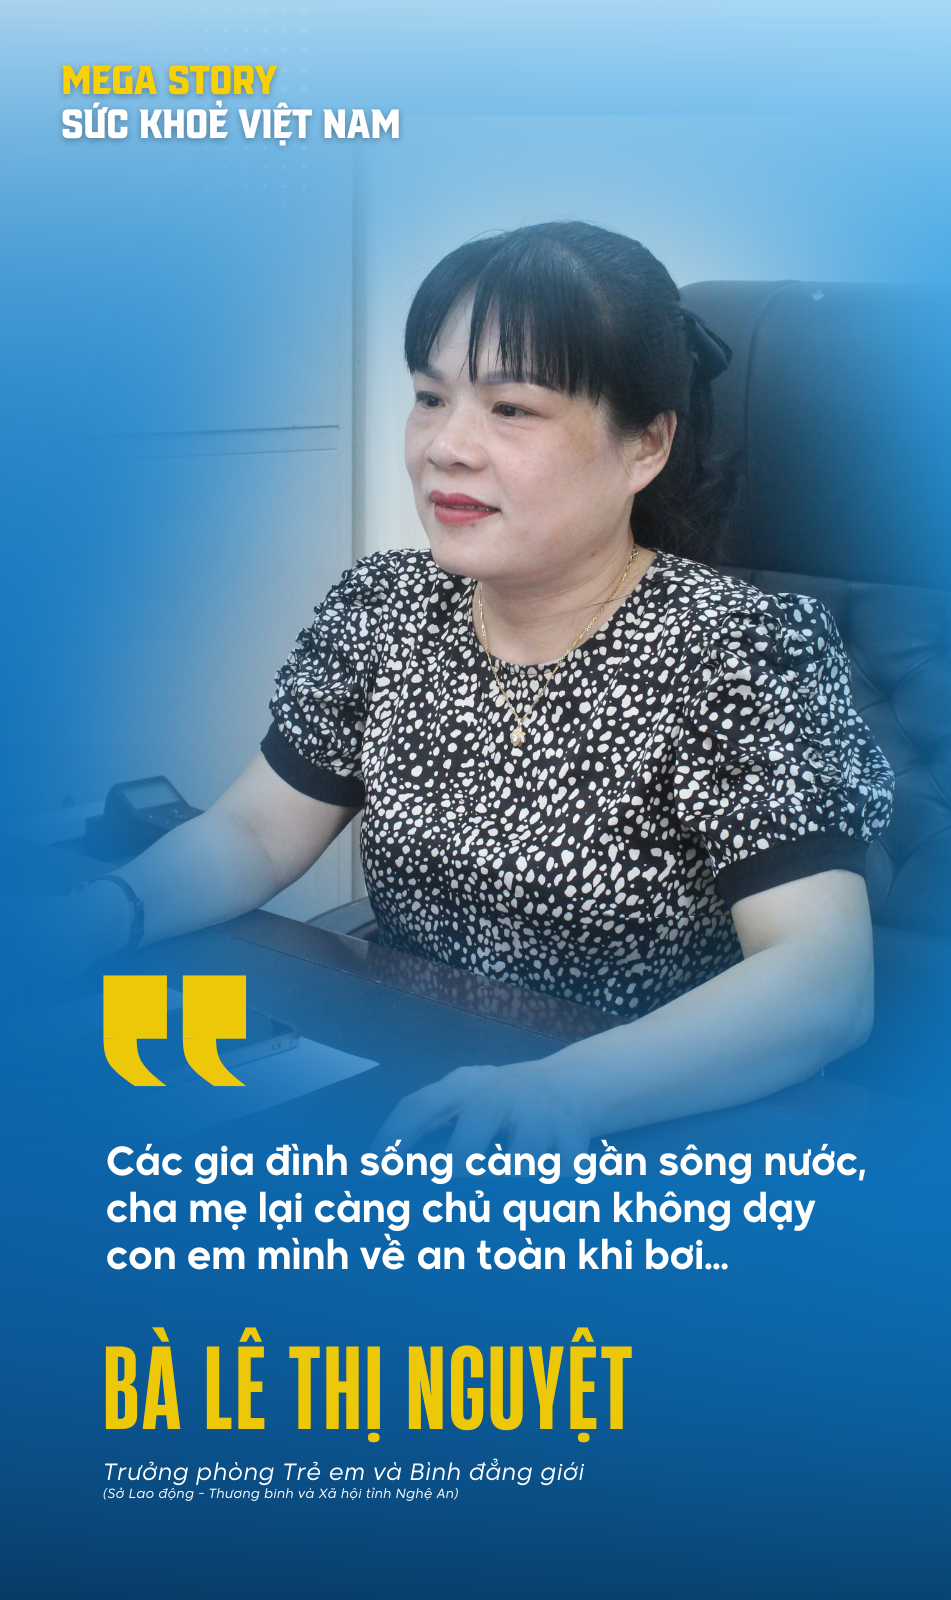 MEGA STORY
SỨC KHOẺ VIỆT NAM
Các gia đình sống càng gần sông nước,
cha mẹ lại càng chủ quan không dạy
con em mình về an toàn khi bơi...
BÀ LÊ THỊ NGUYỆT
Trưởng phòng Trẻ em và Bình đẳng giới
(Sở Lao động - Thương binh và Xã hội tỉnh Nghệ An)